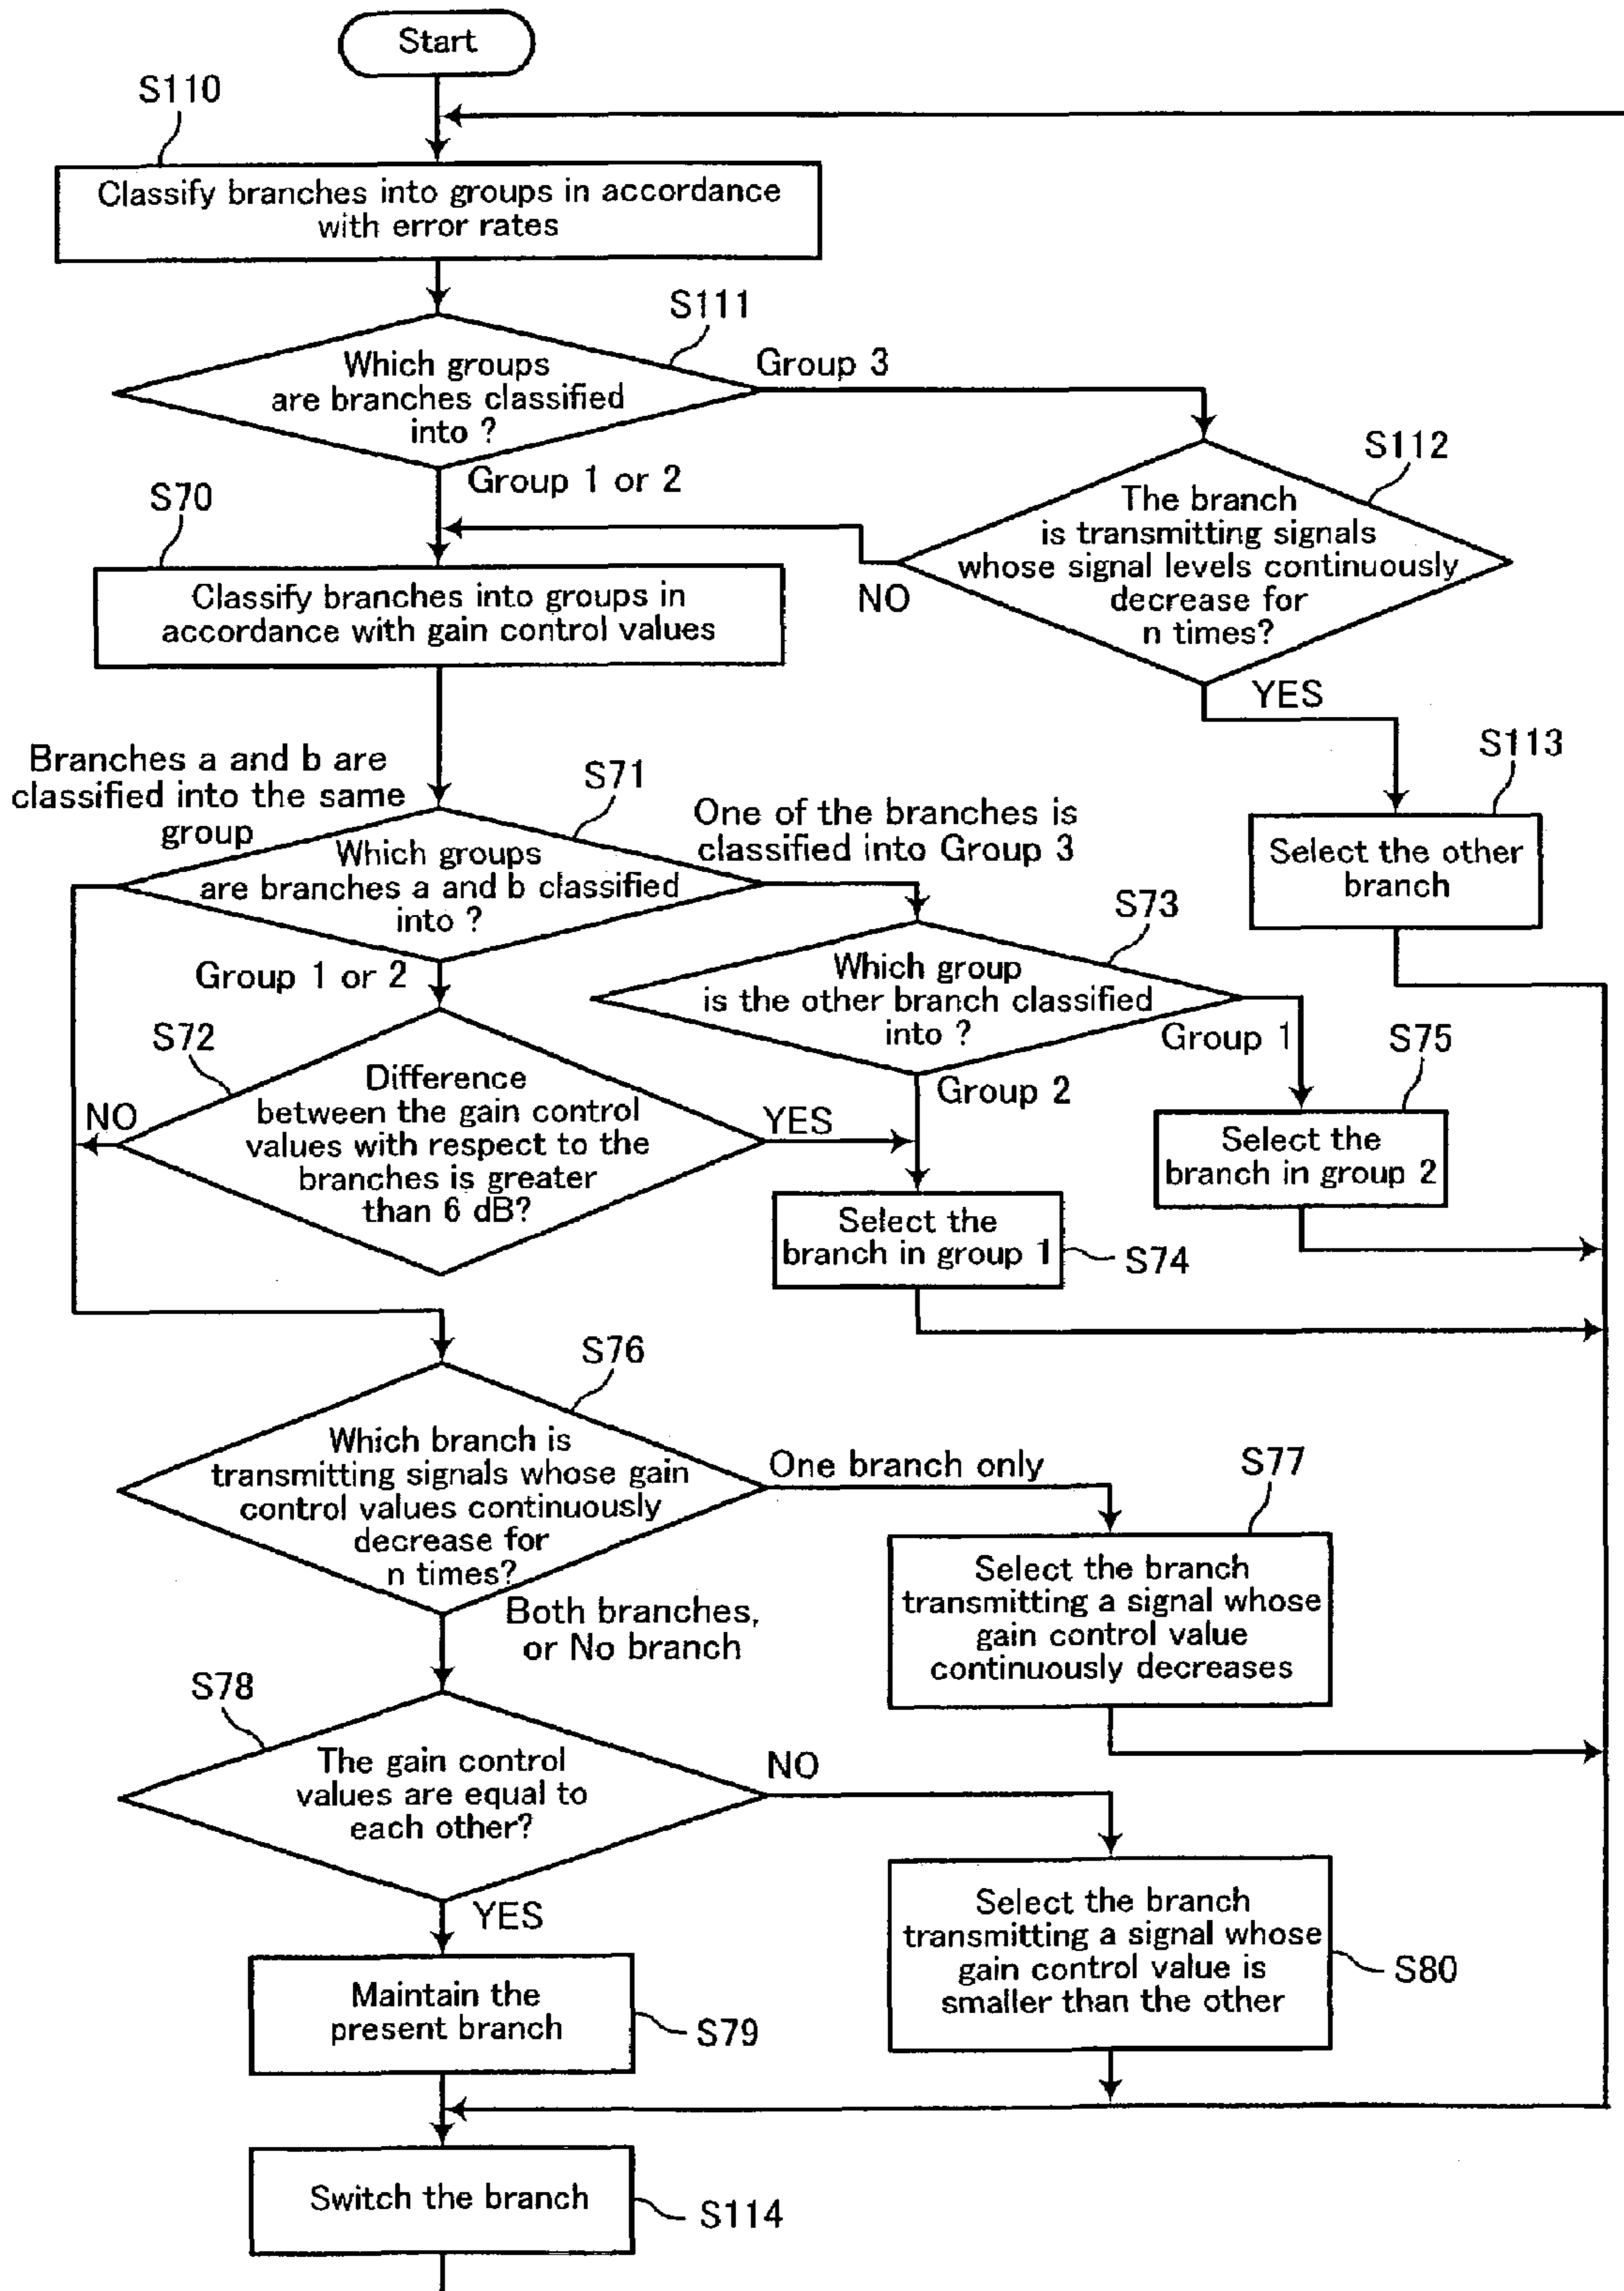 Start
S110
Classify branches into groups in accordance
with error rates
S111
Which groups
are branches classified
into ?
Group 3
Group 1 or 2
S112
The branch
is transmitting signals
whose signal levels continuously
decrease for
n times?
NO
YES
S70
Classify branches into groups in
accordance with gain control values
S113
Select the other
branch
Branches a and b are
classified into the same
group
S71
Which groups
are branches a and b classified
into ?
One of the branches is
classified into Group 3
Group 1 or 2
S73
Which group
is the other branch classified
into ?
Group 1
Group 2
S75
Select the
branch in group 2
S72
Difference
between the gain control
values with respect to the
branches is greater
than 6 dB?
NO
YES
Select the
branch in group 1
S74
S76
Which branch is
transmitting signals whose gain
control values continuously
decrease for
n times?
One branch only
Both branches,
or No branch
S77
Select the branch
transmitting a signal whose
gain control value
continuously decreases
S78
The gain control
values are equal to
each other?
NO
YES
Select the branch
transmitting a signal whose
gain control value is
smaller than the other
S80
Maintain the
present branch
S79
Switch the branch
S114